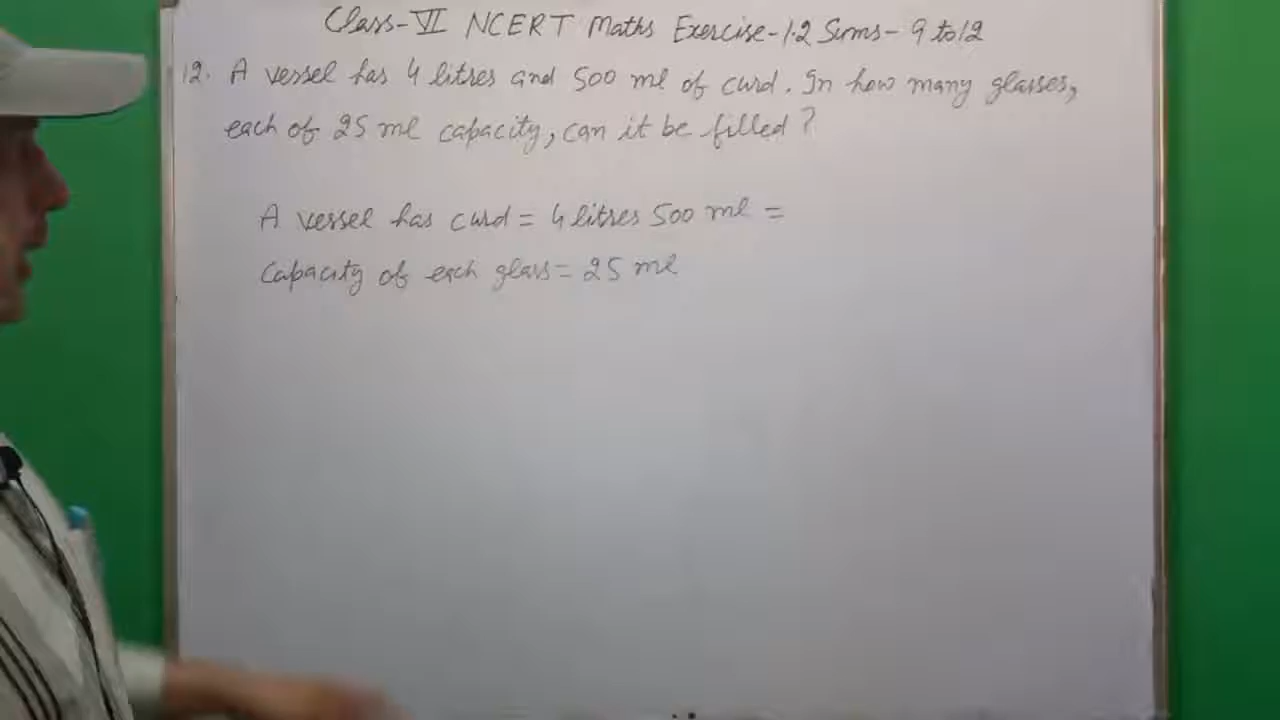 Class-VI NCERT Maths Exercise-1.2 Sums- 9 to 12
12. A vessel has 4 litres and 500 ml of curd. In how many glasses,
each of 25 ml capacity, can it be filled?
A vessel has curd = 4 litres 500 ml =
Capacity of each glass = 25 ml